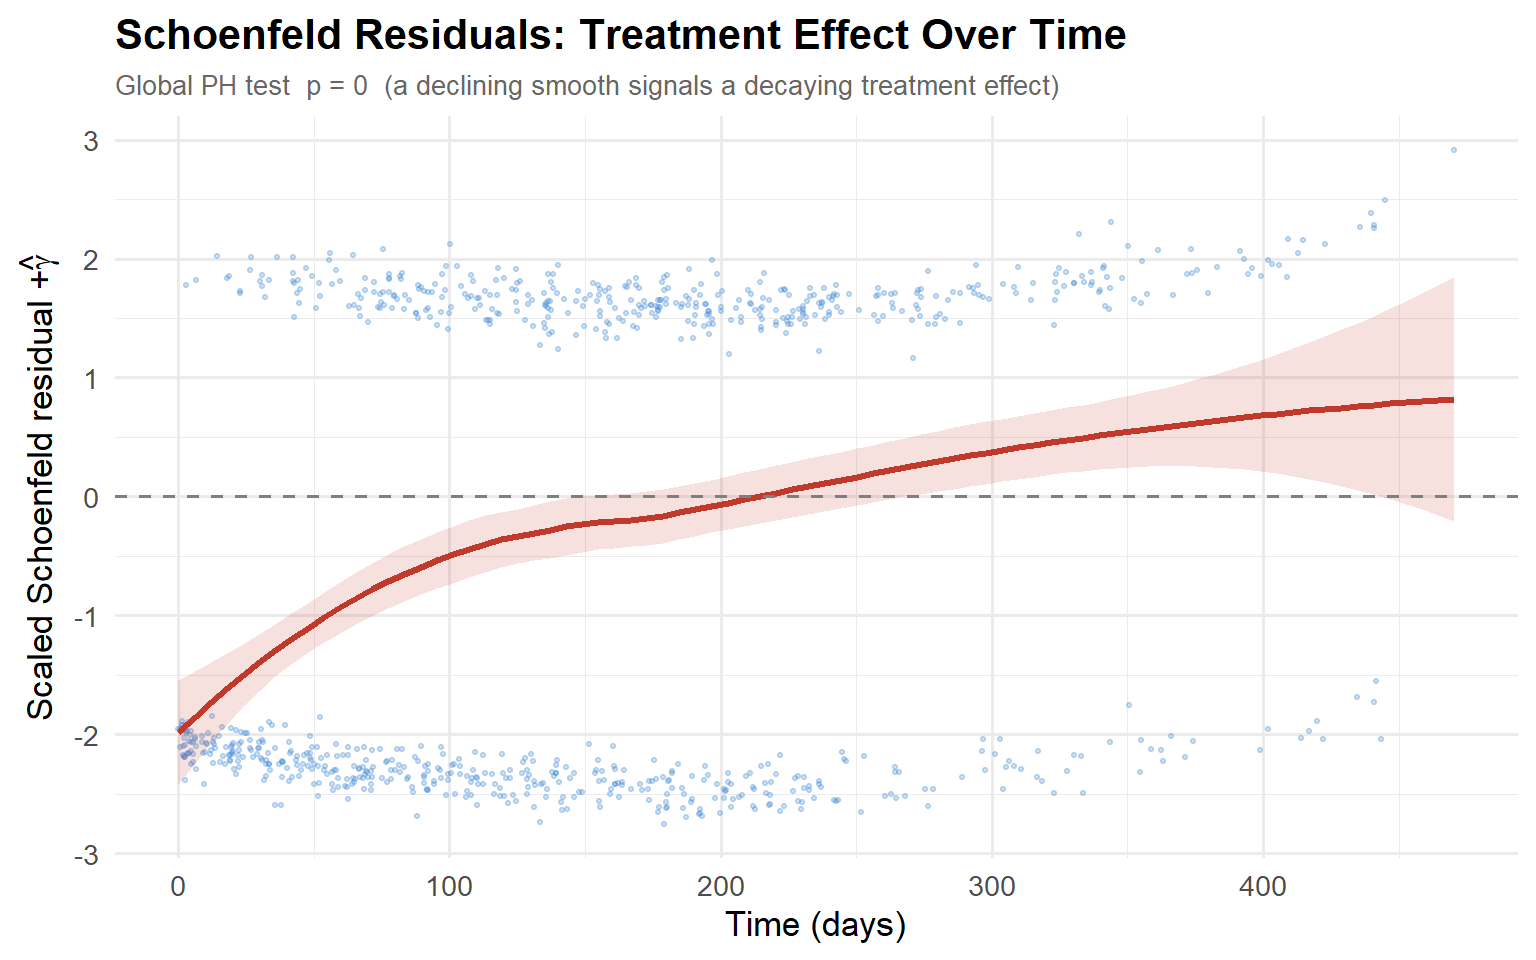 Schoenfeld Residuals: Treatment Effect Over Time
Global PH test  p = 0  (a declining smooth signals a decaying treatment effect)
Scaled Schoenfeld residual +γ̂
3
2
1
0
-1
-2
-3
0 100 200 300 400
Time (days)